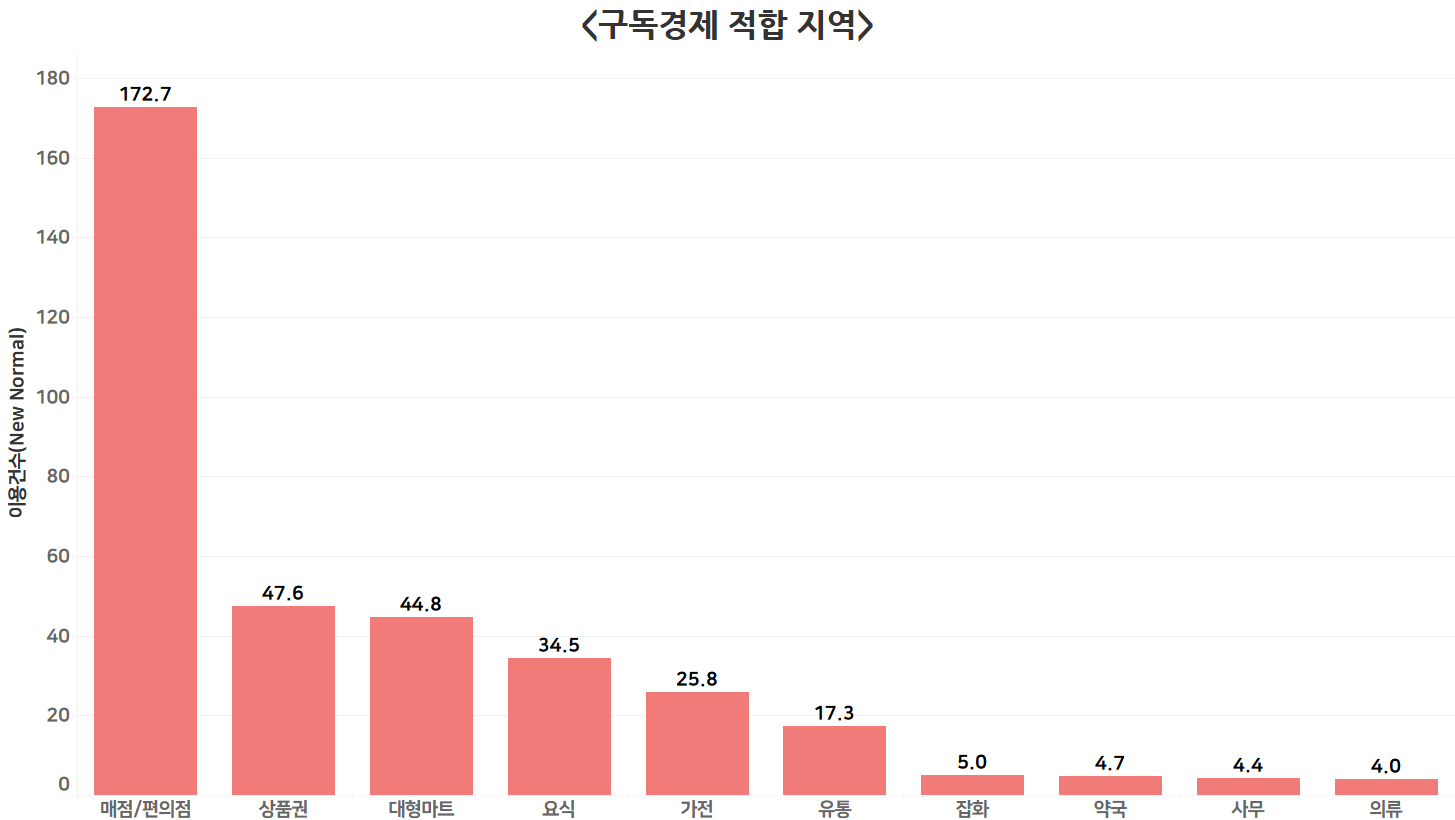 <구독경제 적합 지역>
이용건수(New Normal)
180
160
140
120
100
80
60
40
20
0
172.7
47.6
44.8
34.5
25.8
17.3
5.0
4.7
4.4
4.0
매점/편의점
상품권
대형마트
요식
가전
유통
잡화
약국
사무
의류